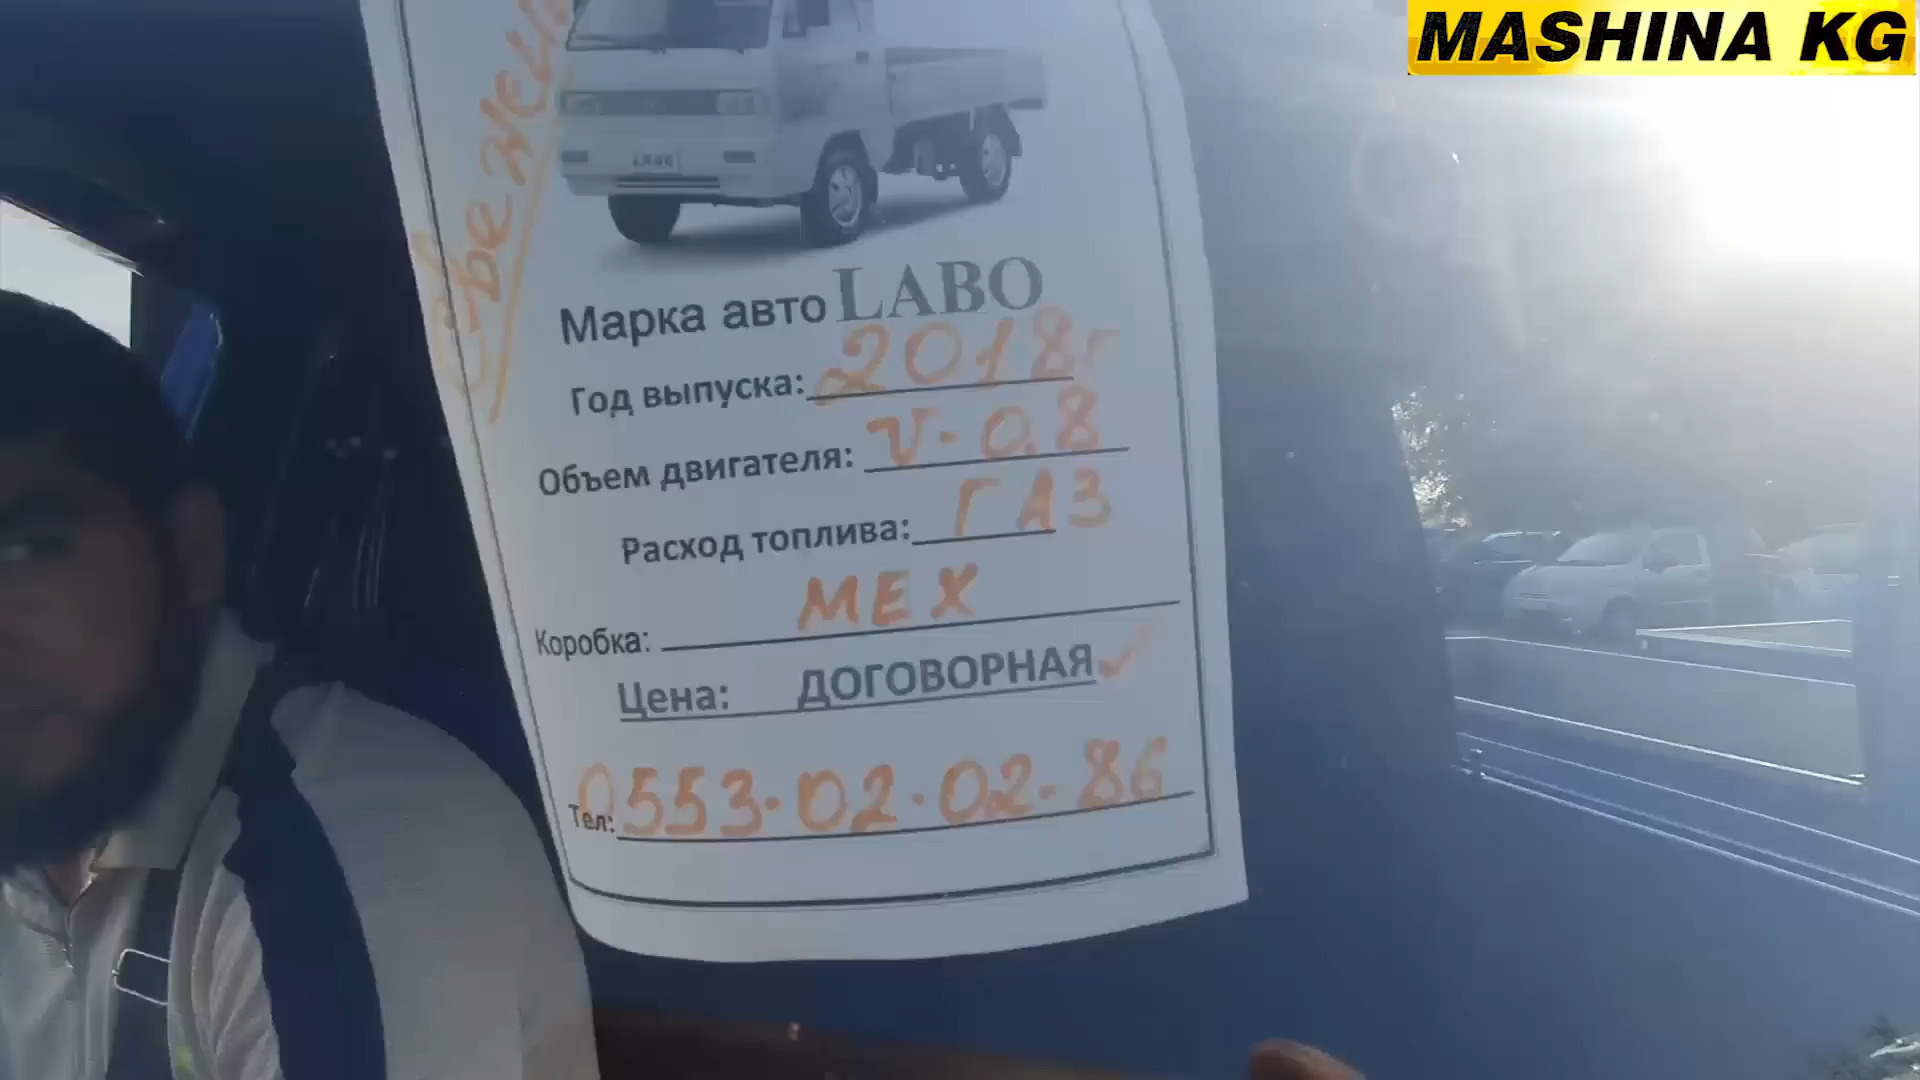 MASHINA KG
Марка авто LABO
Год выпуска: 2018г
Объем двигателя: V-0.8
Расход топлива: ГАЗ
Коробка: МЕХ
Цена: ДОГОВОРНАЯ
Тел: 0553·02·02·86